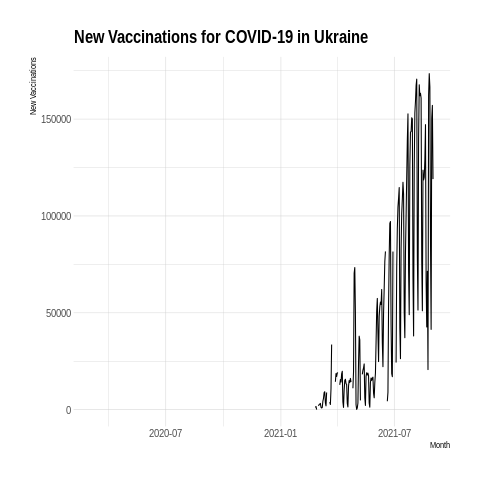 New Vaccinations for COVID-19 in Ukraine
New Vaccinations
150000
100000
50000
0
2020-07 2021-01 2021-07
Month